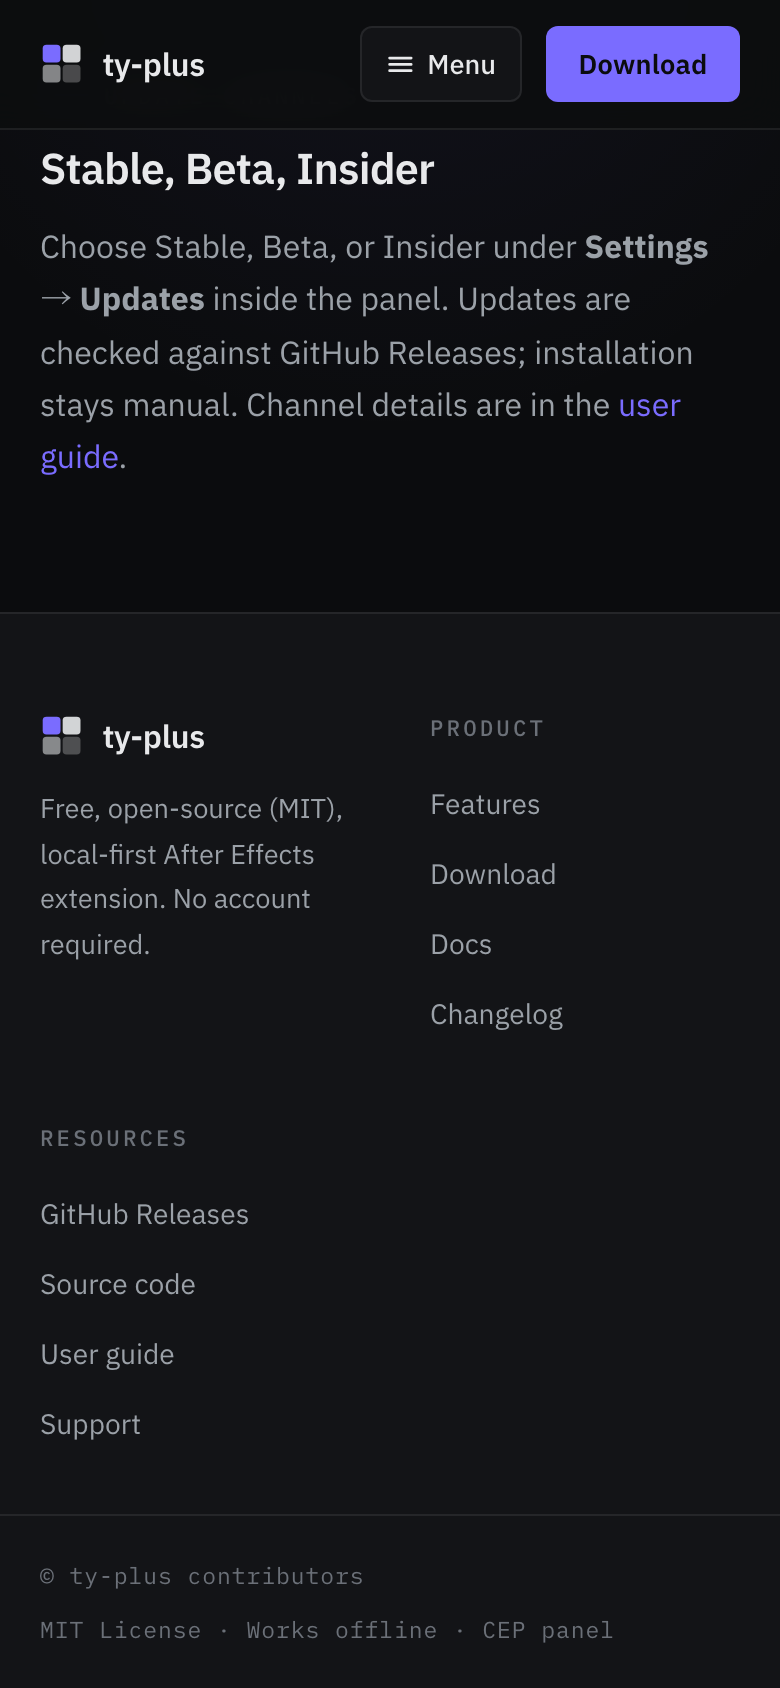 ty-plus
Menu
Download
Stable, Beta, Insider
Choose Stable, Beta, or Insider under Settings
→ Updates inside the panel. Updates are
checked against GitHub Releases; installation
stays manual. Channel details are in the user
guide.
ty-plus
Free, open-source (MIT),
local-first After Effects
extension. No account
required.
PRODUCT
Features
Download
Docs
Changelog
RESOURCES
GitHub Releases
Source code
User guide
Support
© ty-plus contributors
MIT License · Works offline · CEP panel